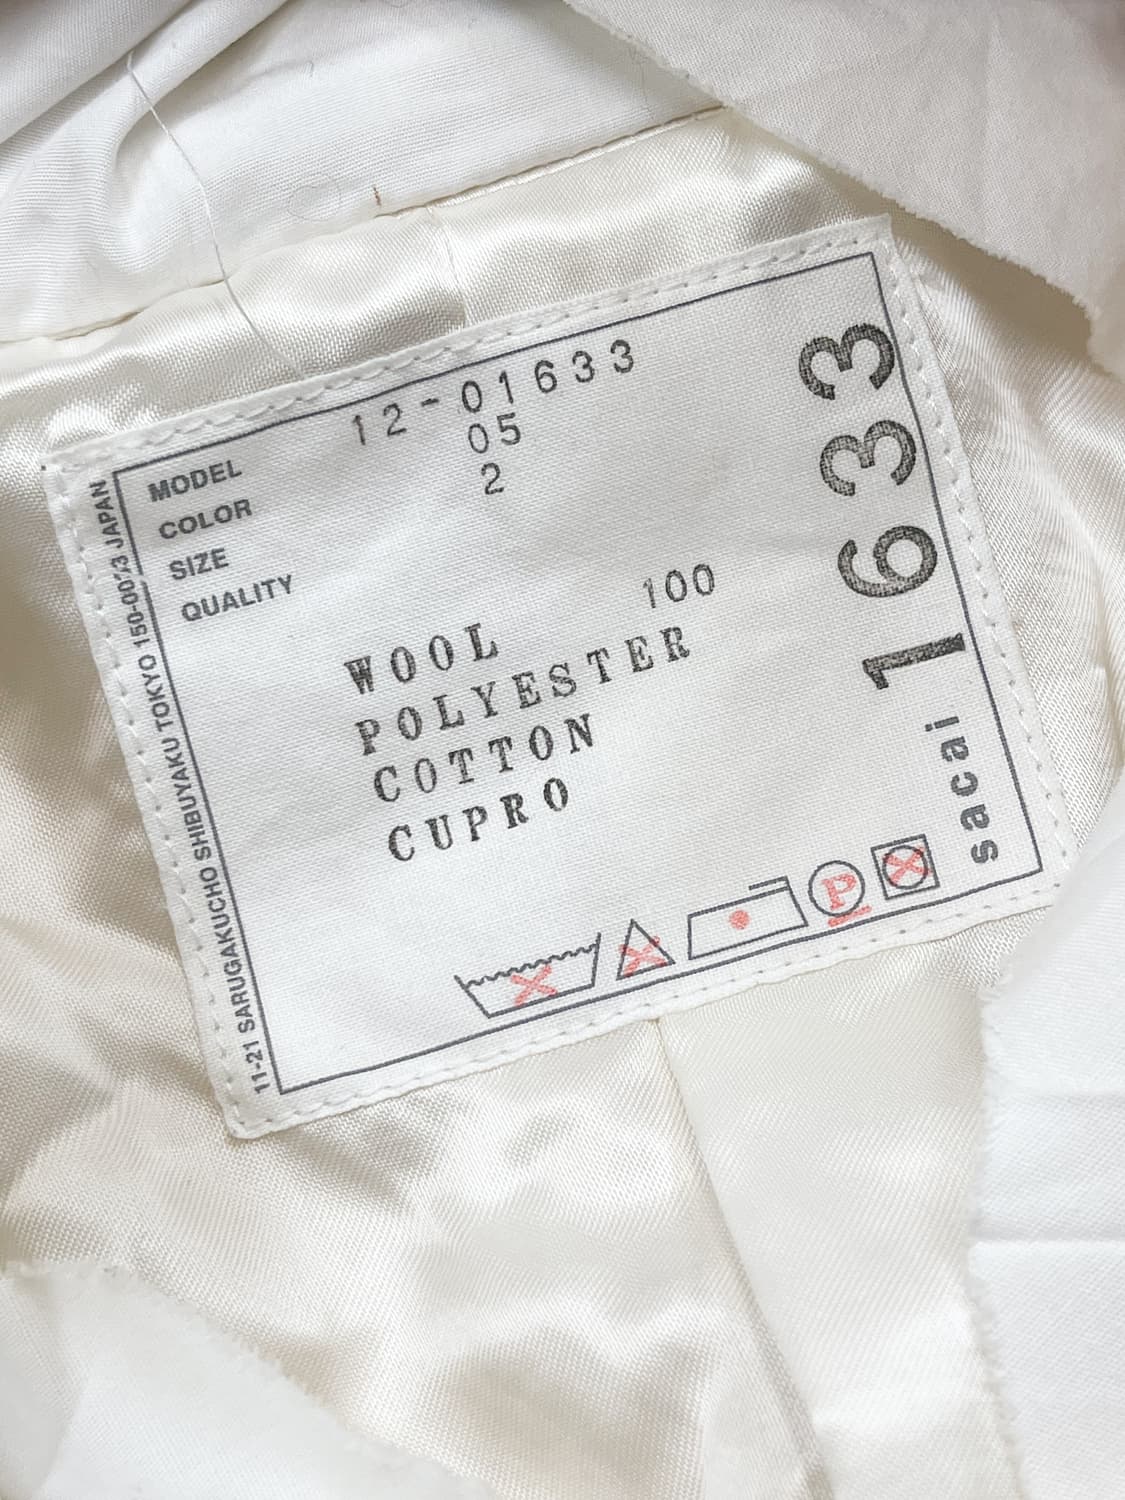 MODEL 12-01633
COLOR 05
SIZE 2
QUALITY
100
WOOL
POLYESTER
COTTON
CUPRO
P
sacai 1633
11-21 SARUGAKUCHO SHIBUYAKU TOKYO 150-0033 JAPAN